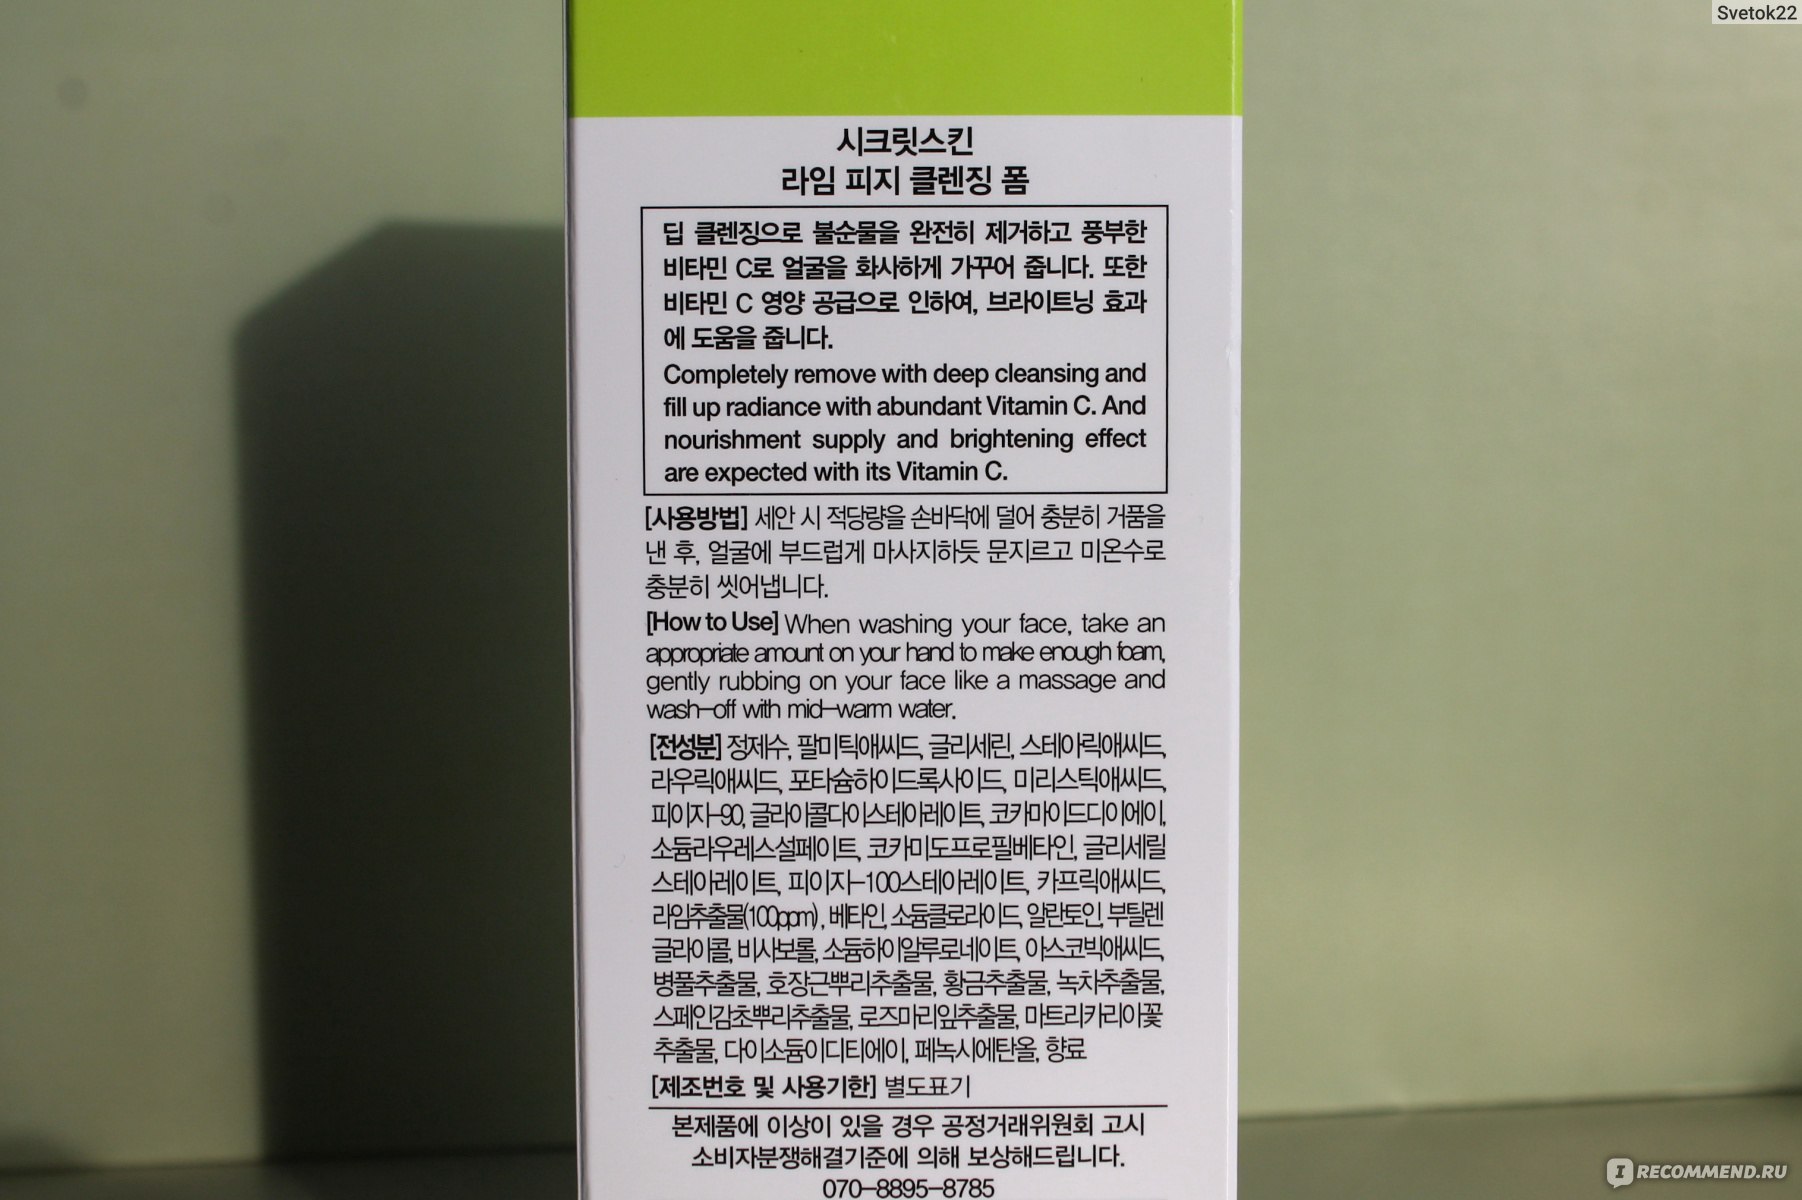 Svetok22
시크릿스킨
라임 피지 클렌징 폼
딥 클렌징으로 불순물을 완전히 제거하고 풍부한
비타민 C로 얼굴을 화사하게 가꾸어 줍니다. 또한
비타민 C 영양 공급으로 인하여, 브라이트닝 효과
에 도움을 줍니다.
Completely remove with deep cleansing and
fill up radiance with abundant Vitamin C. And
nourishment supply and brightening effect
are expected with its Vitamin C.
[사용방법] 세안 시 적당량을 손바닥에 덜어 충분히 거품을
낸 후, 얼굴에 부드럽게 마사지하듯 문지르고 미온수로
충분히 씻어냅니다.
[How to Use] When washing your face, take an
appropriate amount on your hand to make enough foam,
gently rubbing on your face like a massage and
wash-off with mid-warm water.
[전성분] 정제수, 팔미틱애씨드, 글리세린, 스테아릭애씨드,
라우릭애씨드, 포타슘하이드록사이드, 미리스틱애씨드,
피이지-90, 글라이콜다이스테아레이트, 코카마이드디이에이,
소듐라우레스설페이트, 코카미도프로필베타인, 글리세릴
스테아레이트, 피이지-100스테아레이트, 카프릭애씨드,
라임추출물(100ppm), 베타인, 소듐클로라이드, 알란토인, 부틸렌
글라이콜, 비사보롤, 소듐하이알루로네이트, 아스코빅애씨드,
병풀추출물, 호장근뿌리추출물, 황금추출물, 녹차추출물,
스페인감초뿌리추출물, 로즈마리잎추출물, 마트리카리아꽃
추출물, 다이소듐이디티에이, 페녹시에탄올, 향료
[제조번호 및 사용기한] 별도표기
본제품에 이상이 있을 경우 공정거래위원회 고시
소비자분쟁해결기준에 의해 보상해드립니다.
070-8895-8785
IRECOMMEND.RU